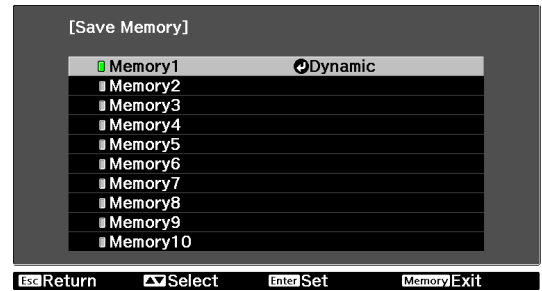 [Save Memory]
Memory1 Dynamic
Memory2
Memory3
Memory4
Memory5
Memory6
Memory7
Memory8
Memory9
Memory10
Esc Return Select Enter Set Memory Exit